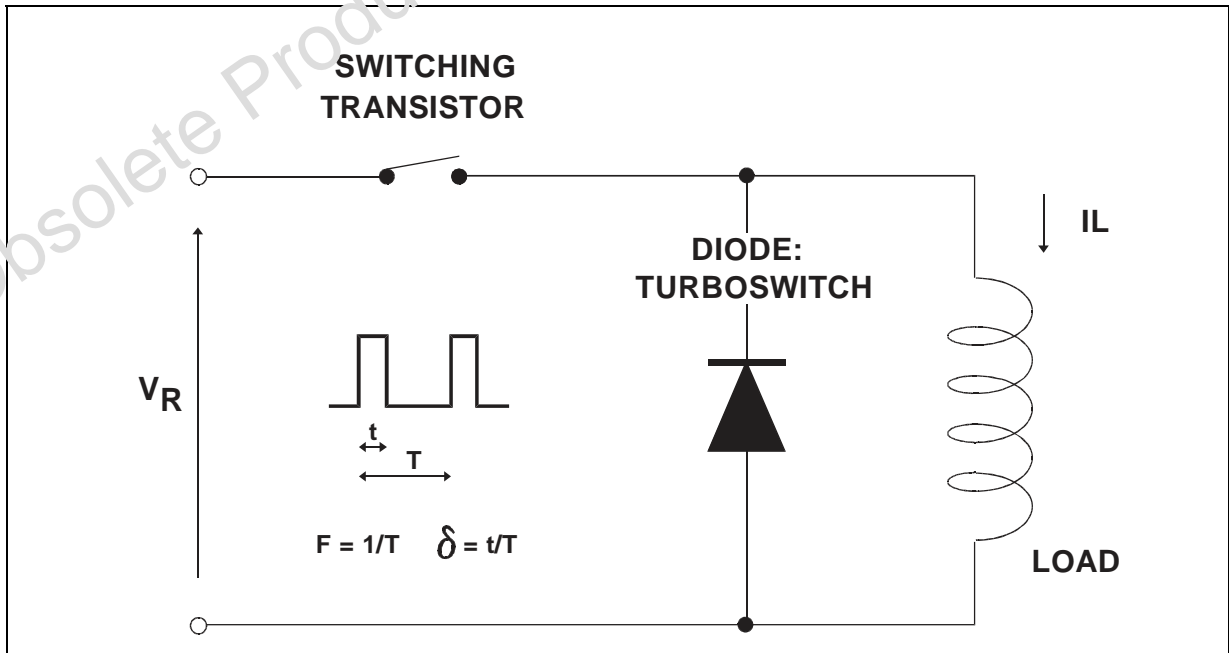 Obsolete Produ
SWITCHING
TRANSISTOR
IL
DIODE:
TURBOSWITCH
VR
t
T
F = 1/T δ = t/T
LOAD